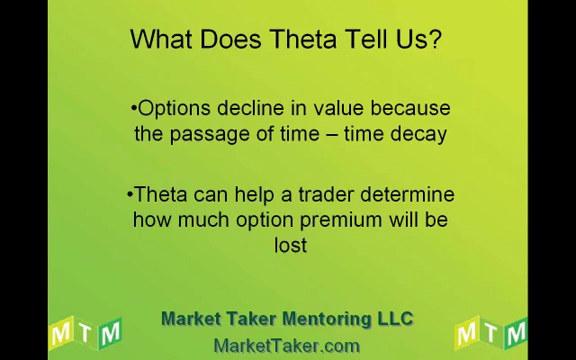 What Does Theta Tell Us?
•Options decline in value because
the passage of time – time decay
•Theta can help a trader determine
how much option premium will be
lost
Market Taker Mentoring LLC
MarketTaker.com
MTM
MTM